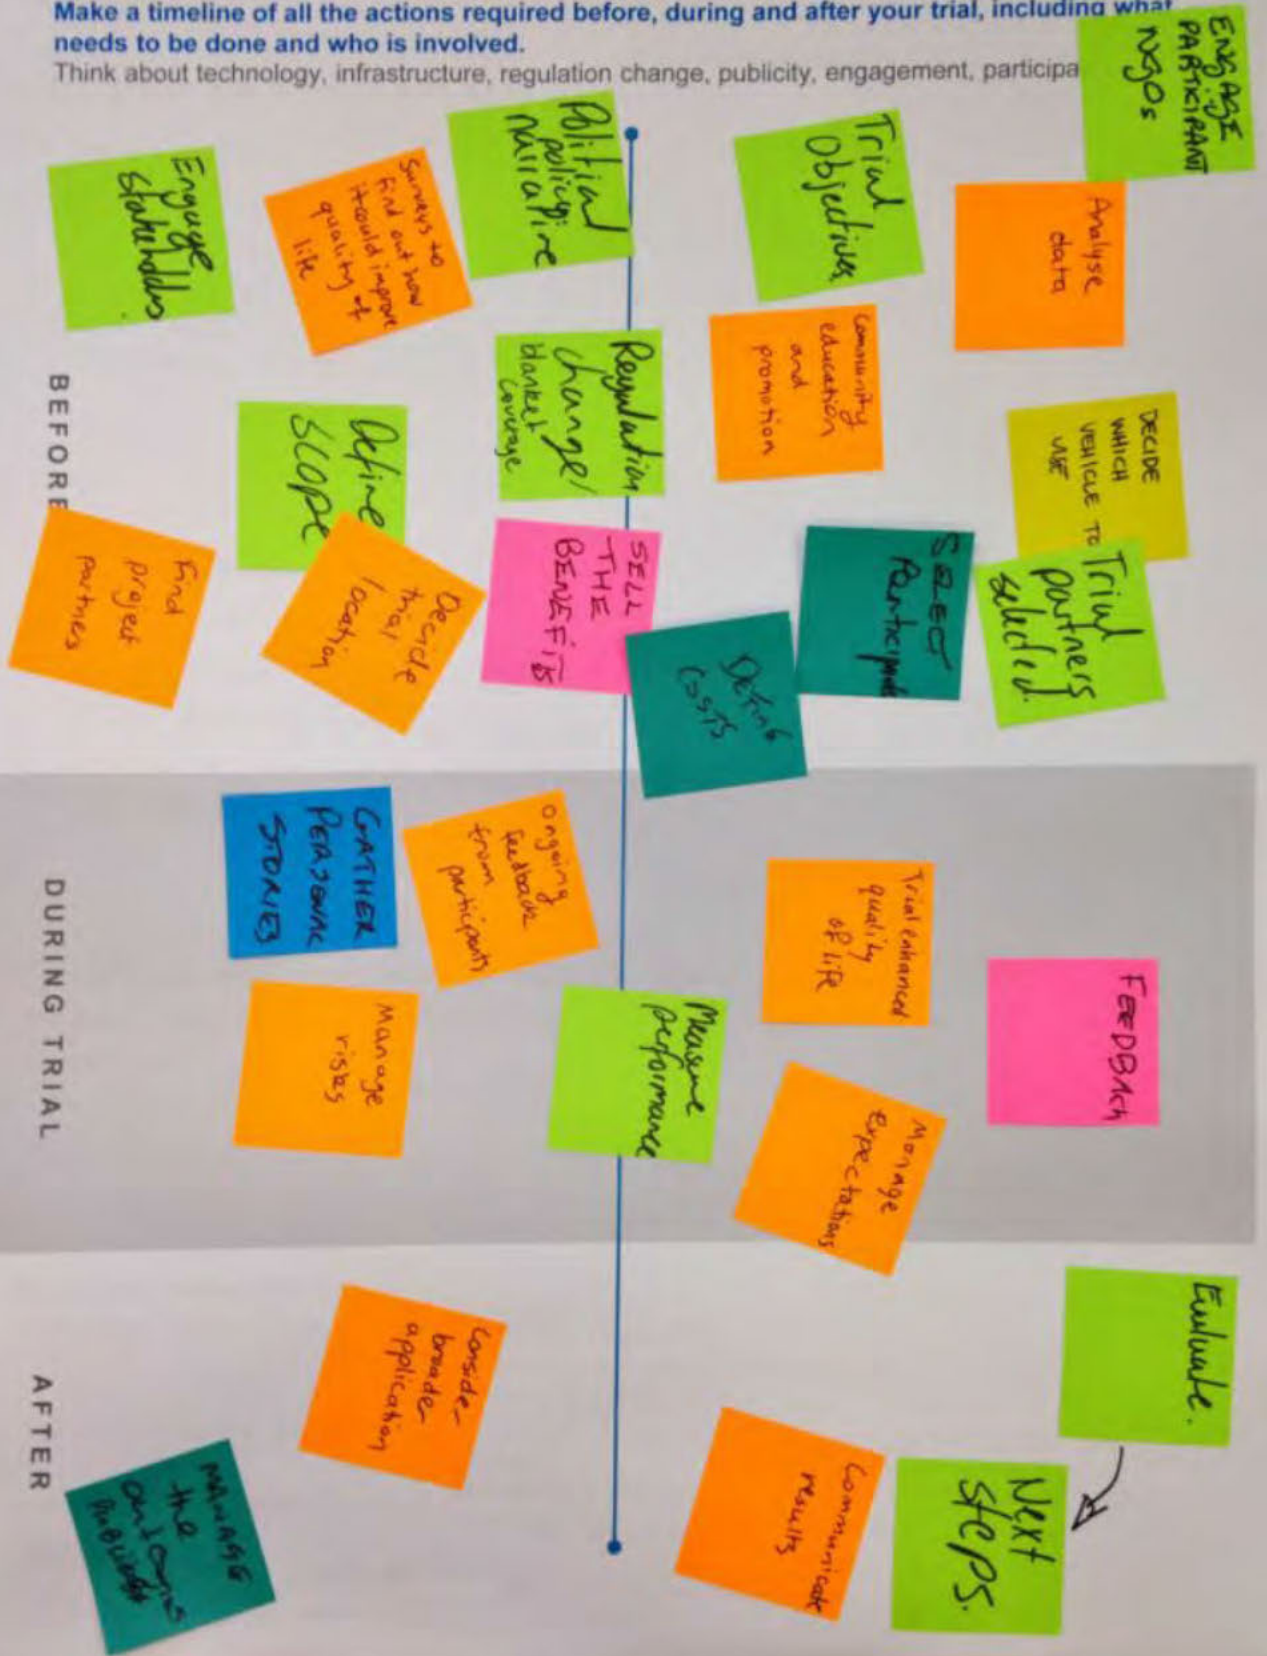 Make a timeline of all the actions required before, during and after your trial, including what
needs to be done and who is involved.
Think about technology, infrastructure, regulation change, publicity, engagement, participa
ENGAGE
PARTICIPANT
NGOs
Engage
Stakeholders
Surveys to
find out how
it could improve
quality of
life
Political
policy
narrative
Trial
Objectives
Analyse
data
BEFORE
Define
SCOPE
Regulation
change/
blanket
coverage
Community
education
and
promotion
DECIDE
WHICH
VEHICLE TO
USE
Find
project
partners
Decide
trial
location
SELL
THE
BENEFITS
Define
Costs
SELECT
Participants
Trial
partners
selected.
DURING TRIAL
GATHER
PERSONAL
STORIES
ongoing
feedback
from
participants
Trial enhanced
quality
of life
FEEDBACK
Manage
risks
Measure
performance
Manage
expectations
AFTER
Consider
broader
application
Evaluate.
MANAGE
the
outcomes
Communicate
results
Next
Steps.